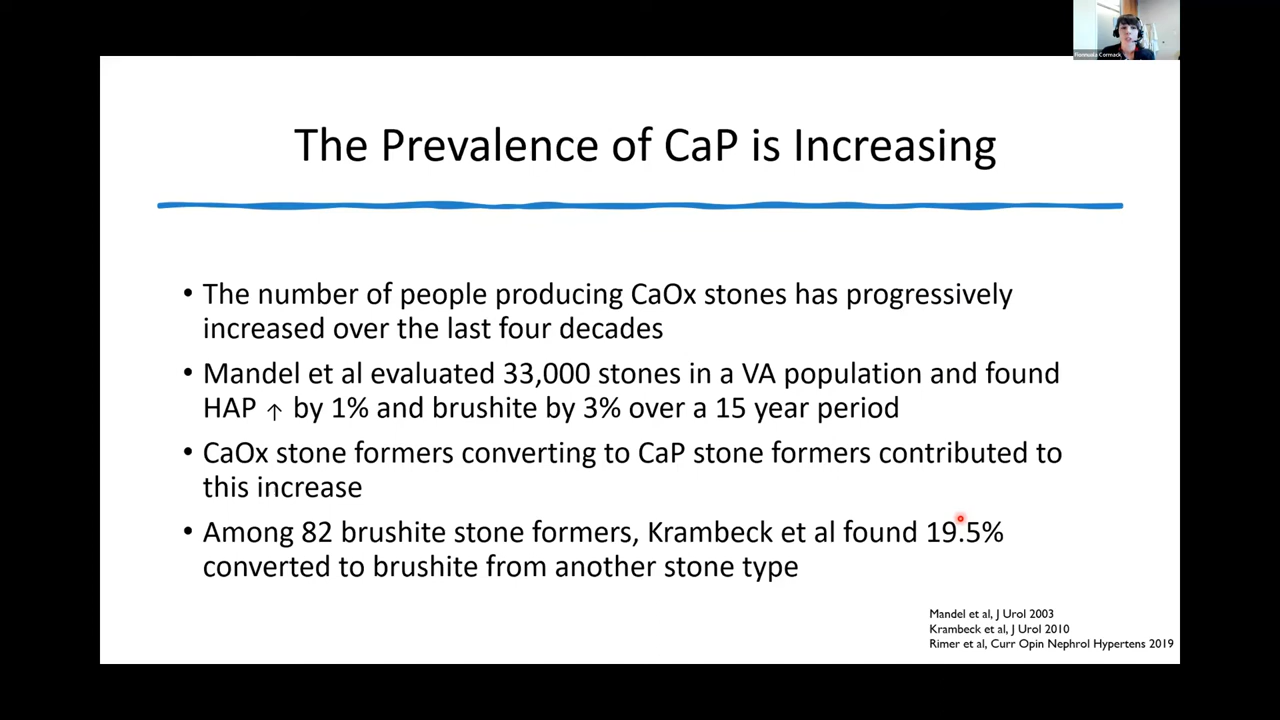 Fionnuala Cormack
The Prevalence of CaP is Increasing
• The number of people producing CaOx stones has progressively
increased over the last four decades
• Mandel et al evaluated 33,000 stones in a VA population and found
HAP ↑ by 1% and brushite by 3% over a 15 year period
• CaOx stone formers converting to CaP stone formers contributed to
this increase
• Among 82 brushite stone formers, Krambeck et al found 19.5%
converted to brushite from another stone type
Mandel et al, J Urol 2003
Krambeck et al, J Urol 2010
Rimer et al, Curr Opin Nephrol Hypertens 2019